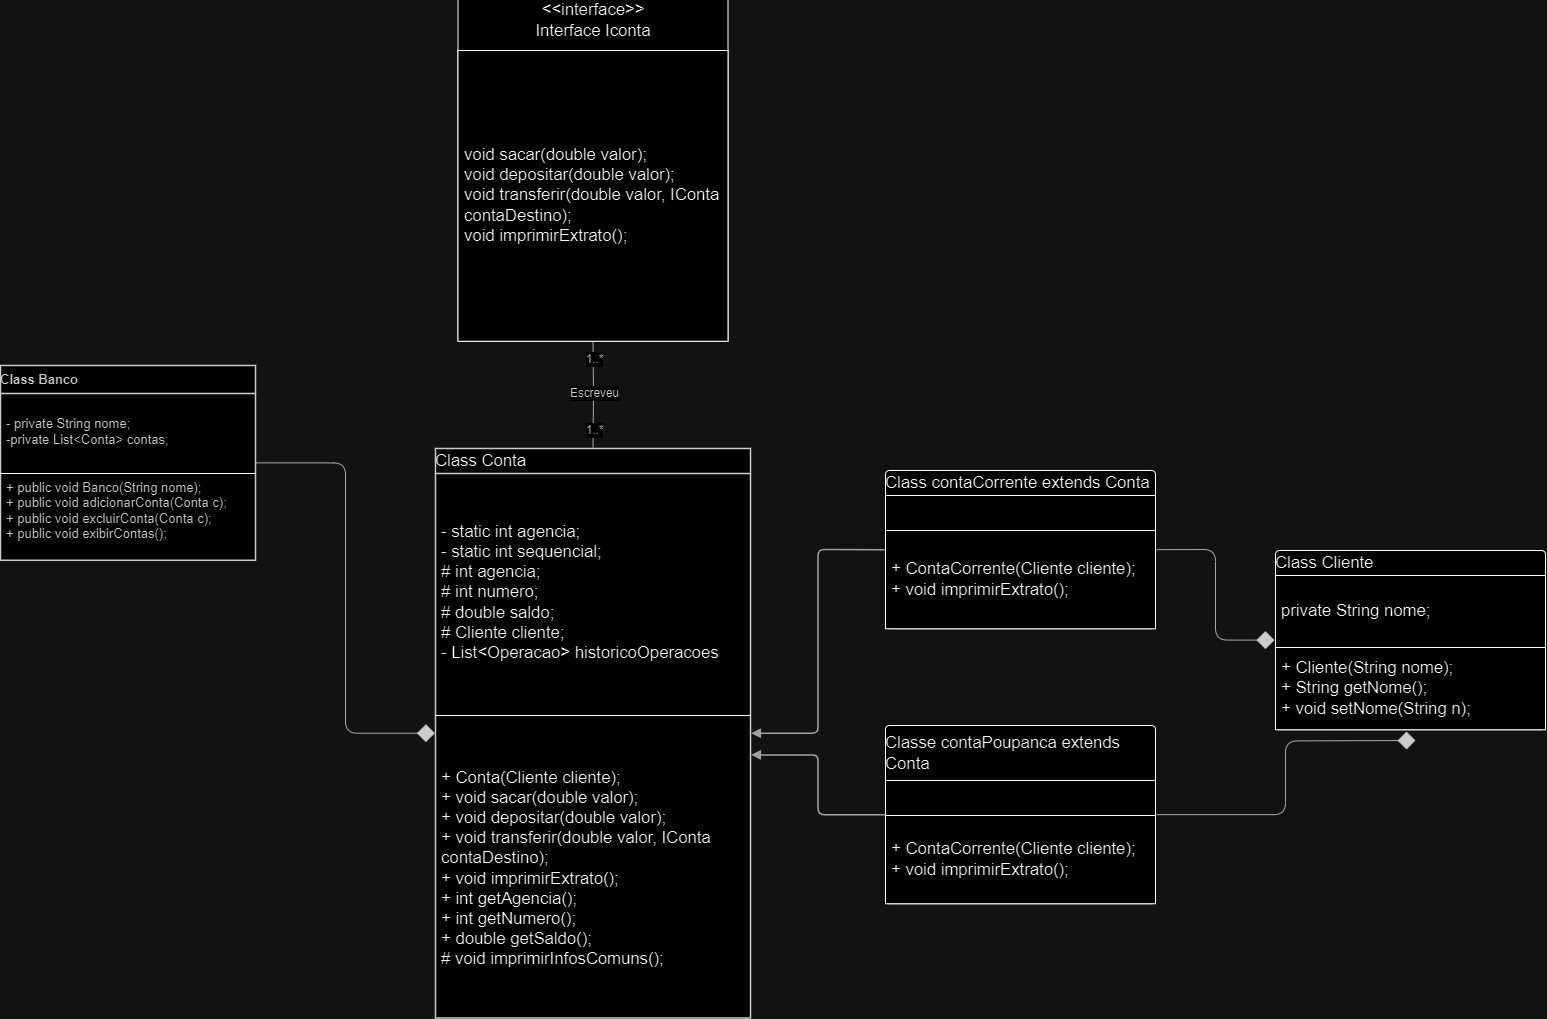 <<interface>>
Interface Iconta
void sacar(double valor);
void depositar(double valor);
void transferir(double valor, IConta
contaDestino);
void imprimirExtrato();
1..*
Escreveu
1..*
Class Banco
- private String nome;
-private List<Conta> contas;
+ public void Banco(String nome);
+ public void adicionarConta(Conta c);
+ public void excluirConta(Conta c);
+ public void exibirContas();
Class Conta
- static int agencia;
- static int sequencial;
# int agencia;
# int numero;
# double saldo;
# Cliente cliente;
- List<Operacao> historicoOperacoes
+ Conta(Cliente cliente);
+ void sacar(double valor);
+ void depositar(double valor);
+ void transferir(double valor, IConta
contaDestino);
+ void imprimirExtrato();
+ int getAgencia();
+ int getNumero();
+ double getSaldo();
# void imprimirInfosComuns();
Class contaCorrente extends Conta
+ ContaCorrente(Cliente cliente);
+ void imprimirExtrato();
Classe contaPoupanca extends
Conta
+ ContaCorrente(Cliente cliente);
+ void imprimirExtrato();
Class Cliente
private String nome;
+ Cliente(String nome);
+ String getNome();
+ void setNome(String n);